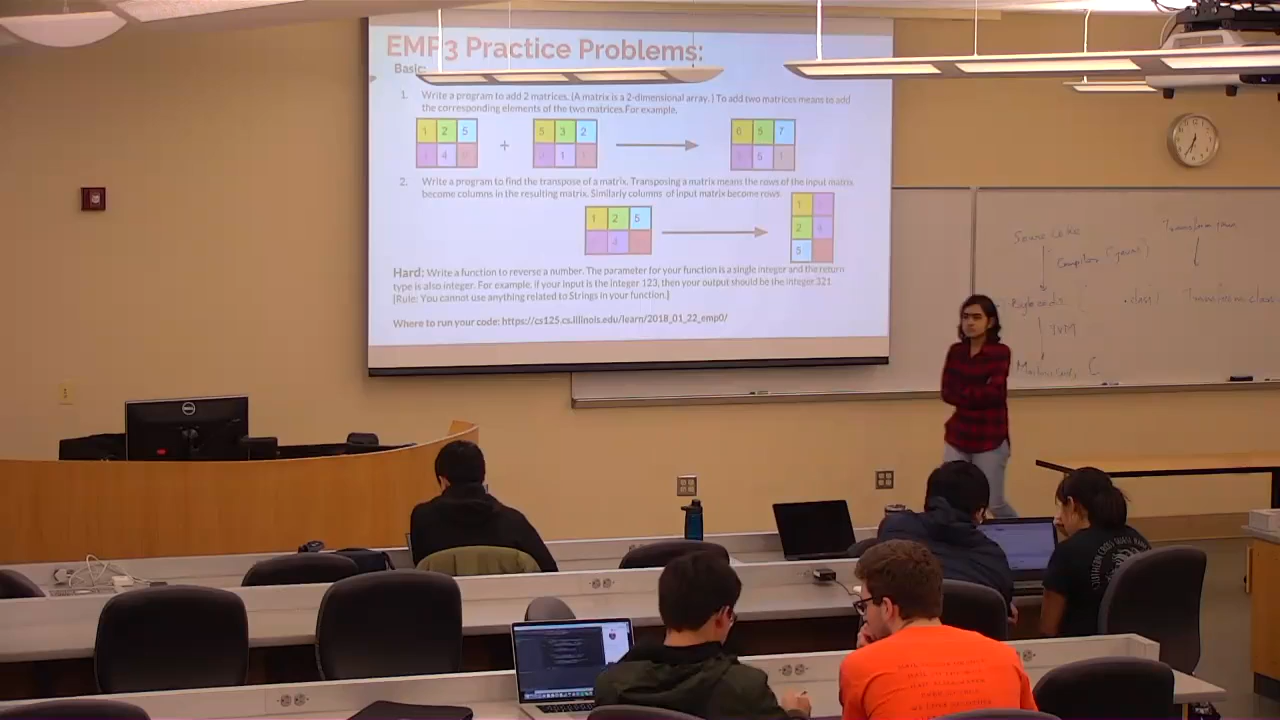 EMP3 Practice Problems:
Basic:
1. Write a program to add 2 matrices. (A matrix is a 2-dimensional array.) To add two matrices means to add
the corresponding elements of the two matrices.For example,
1 2 5 + 5 3 2 6 5 7
4 1 5 1
2. Write a program to find the transpose of a matrix. Transposing a matrix means the rows of the input matrix
become columns in the resulting matrix. Similarly columns of input matrix become rows
1 2 5 1
4 2 4
5
Hard: Write a function to reverse a number. The parameter for your function is a single integer and the return
type is also integer. For example, if your input is the integer 123, then your output should be the integer 321
[Rule: You cannot use anything related to Strings in your function.]
Where to run your code: https://cs125.cs.illinois.edu/learn/2018_01_22_emp0/
Source Code
Compiler
.class)
JVM
DELL